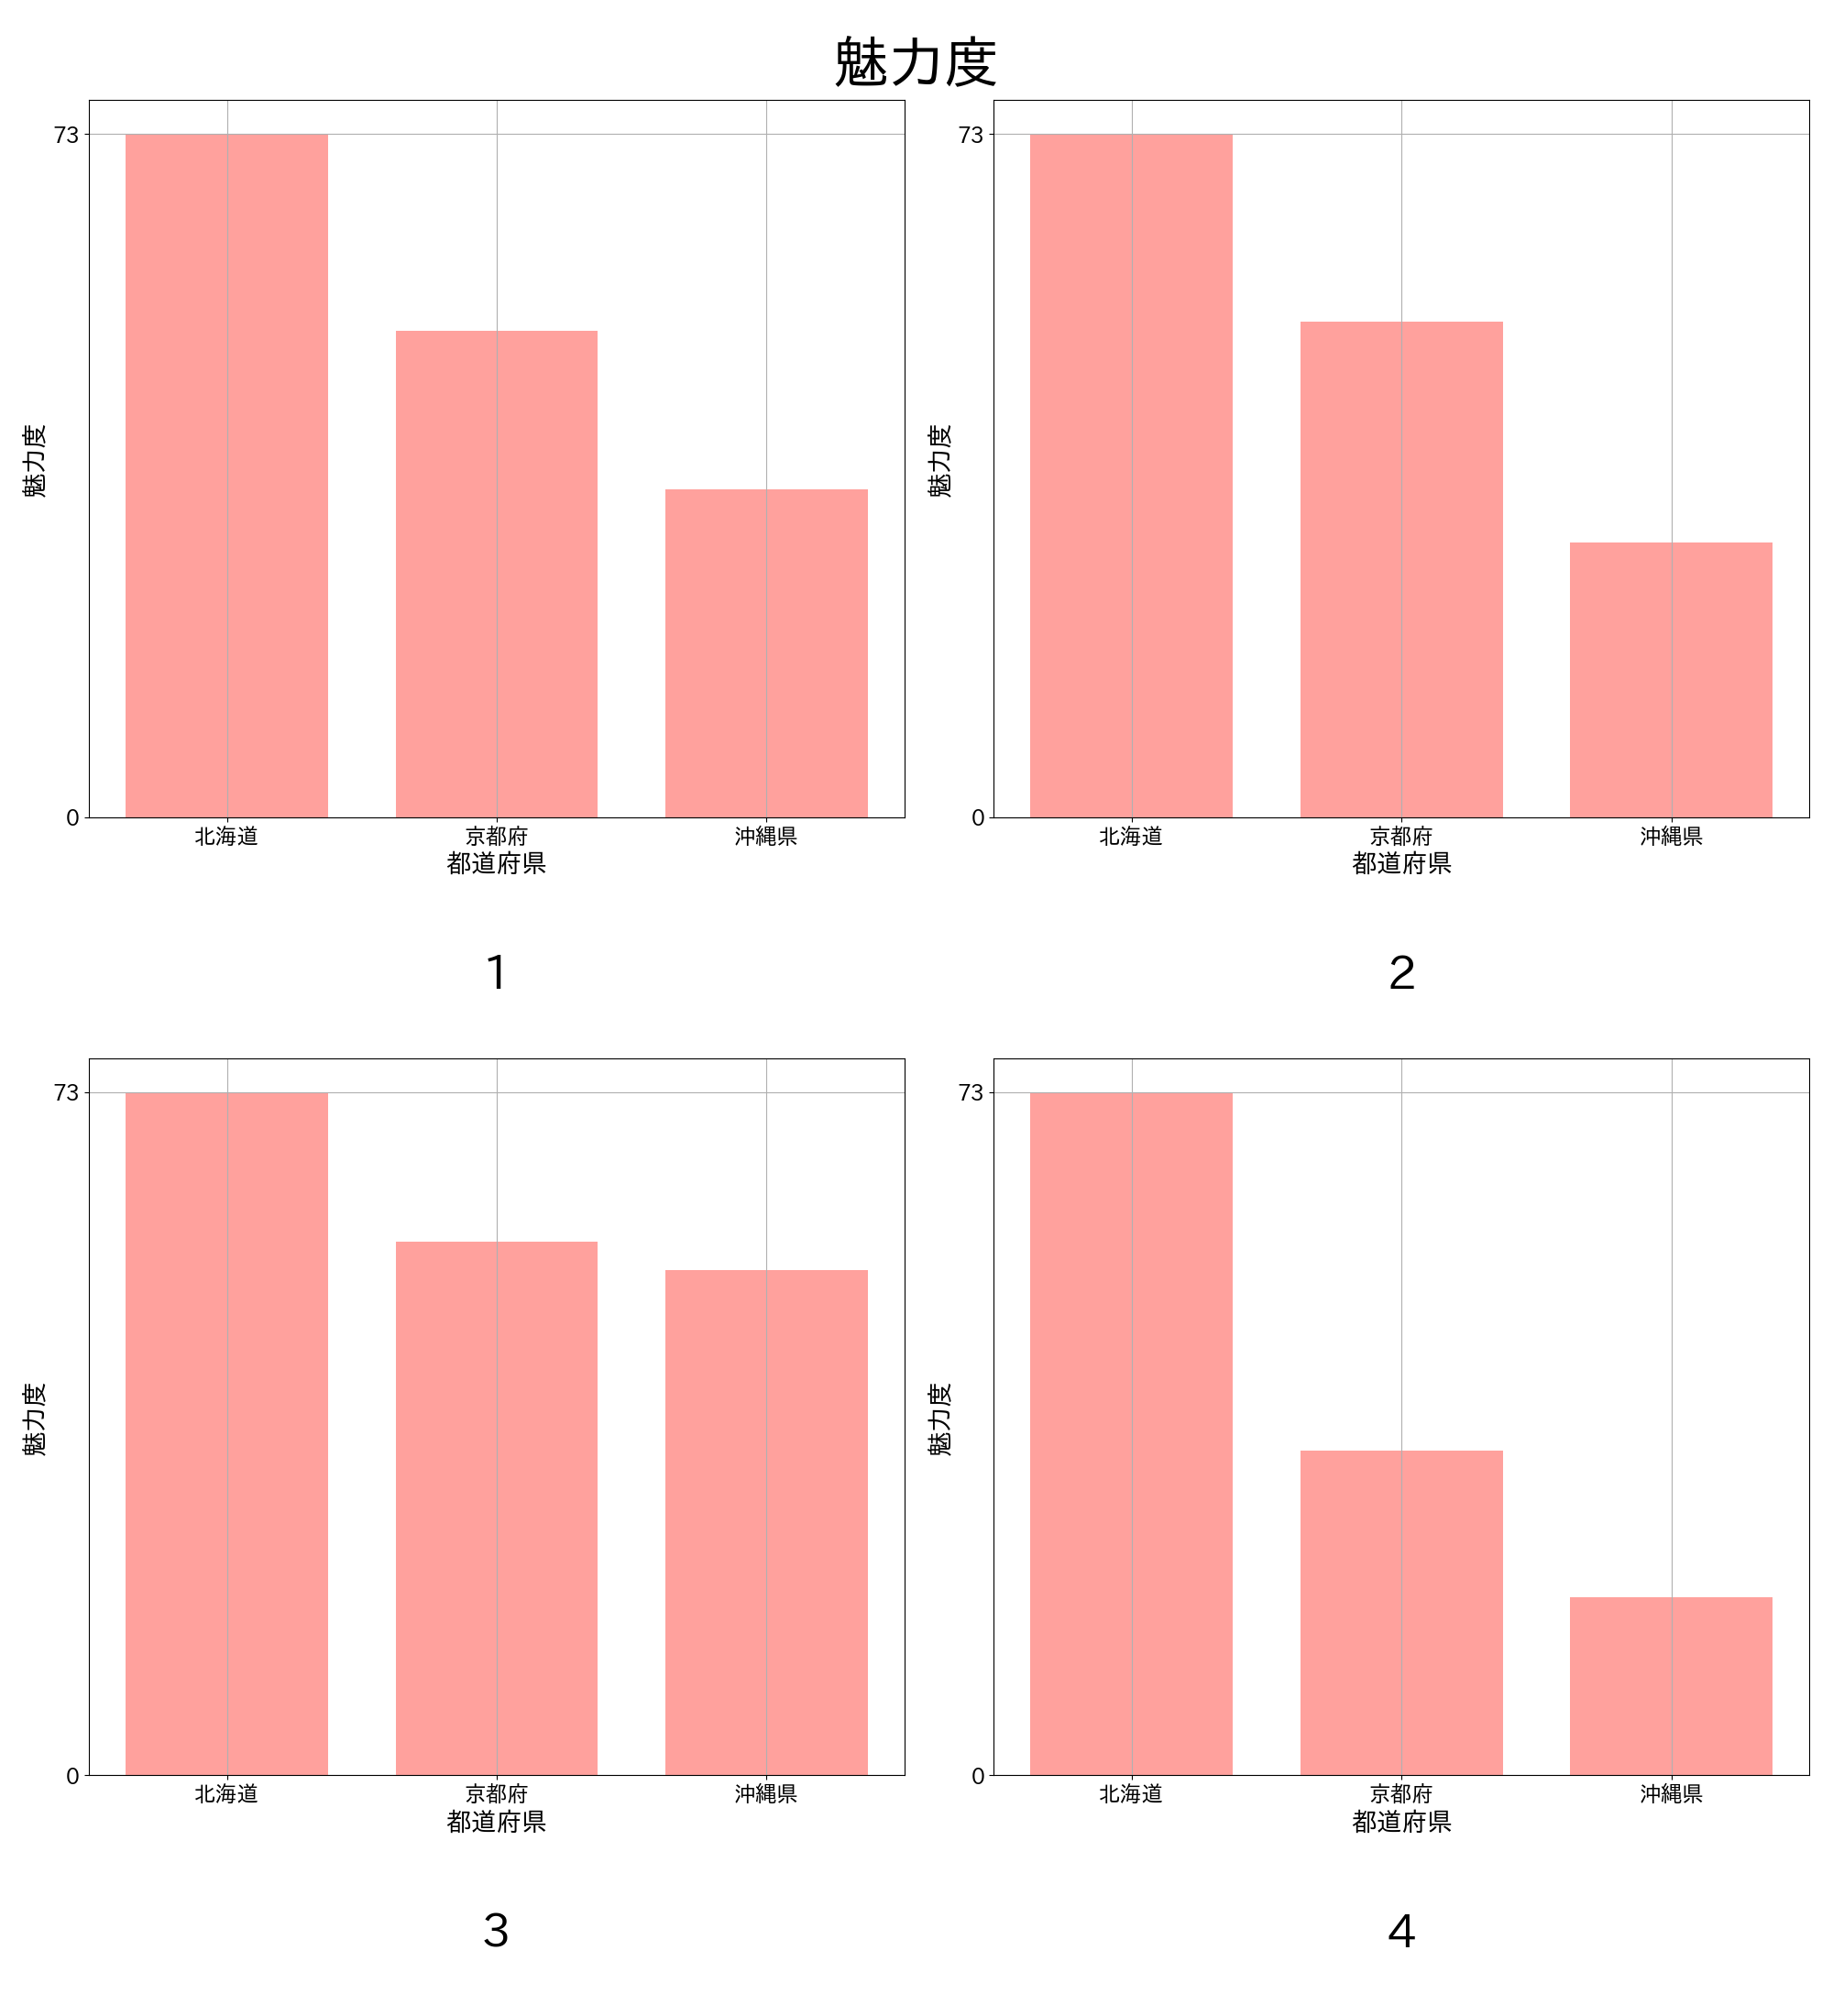 魅力度
73
魅力度
0
北海道 京都府 沖縄県
都道府県
1
73
魅力度
0
北海道 京都府 沖縄県
都道府県
2
73
魅力度
0
北海道 京都府 沖縄県
都道府県
3
73
魅力度
0
北海道 京都府 沖縄県
都道府県
4